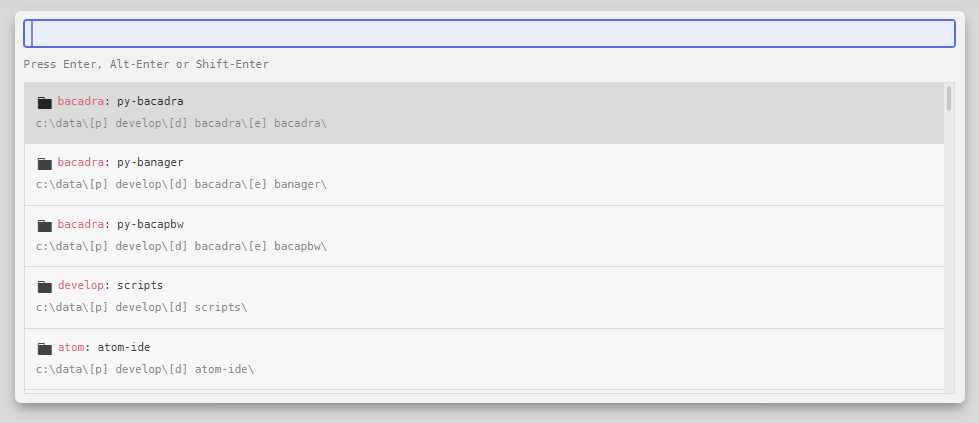 Press Enter, Alt-Enter or Shift-Enter
bacadra: py-bacadra
c:\data\[p] develop\[d] bacadra\[e] bacadra\
bacadra: py-banager
c:\data\[p] develop\[d] bacadra\[e] banager\
bacadra: py-bacapbw
c:\data\[p] develop\[d] bacadra\[e] bacapbw\
develop: scripts
c:\data\[p] develop\[d] scripts\
atom: atom-ide
c:\data\[p] develop\[d] atom-ide\